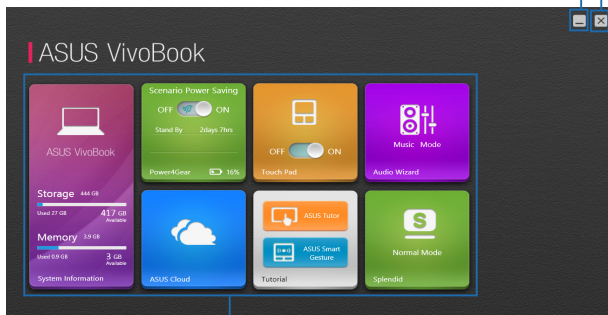 ASUS VivoBook
ASUS VivoBook
Storage 444 GB
Used 27 GB 417 GB
Available
Memory 3.9 GB
Used 0.9 GB 3 GB
Available
System Information
Scenario Power Saving
OFF ON
Stand By 2days 7hrs
Power4Gear 16%
OFF ON
Touch Pad
Music Mode
Audio Wizard
ASUS Cloud
ASUS Tutor
ASUS Smart
Gesture
Tutorial
S
Normal Mode
Splendid